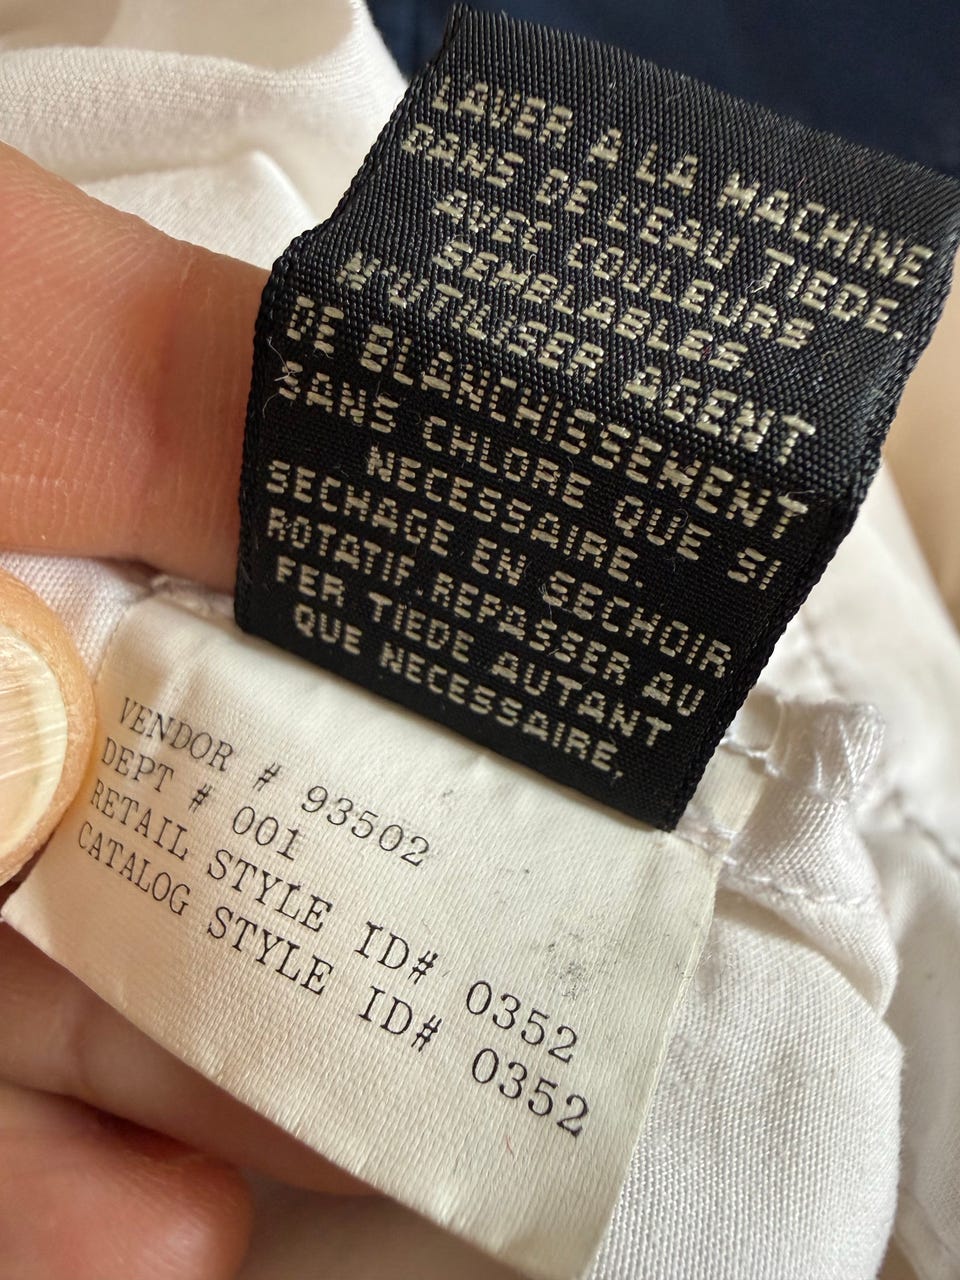 LAVER A LA MACHINE
DANS DE L'EAU TIEDE.
AVEC COULEURS
SEMBLABLES.
N'UTILISER AGENT
DE BLANCHISSEMENT
SANS CHLORE QUE SI
NECESSAIRE.
SECHAGE EN SECHOIR
ROTATIF.REPASSER AU
FER TIEDE AUTANT
QUE NECESSAIRE,
VENDOR # 93502
DEPT # 001
RETAIL STYLE ID# 0352
CATALOG STYLE ID# 0352